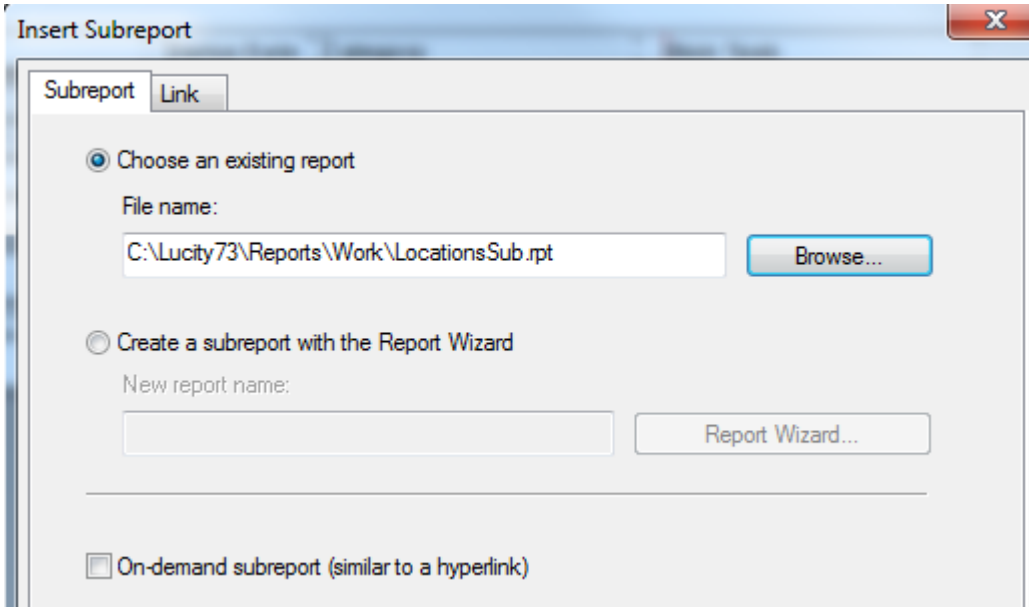 Insert Subreport
Subreport
Link
Choose an existing report
File name:
C:\Lucity73\Reports\Work\LocationsSub.rpt
Browse...
Create a subreport with the Report Wizard
New report name:
Report Wizard...
On-demand subreport (similar to a hyperlink)